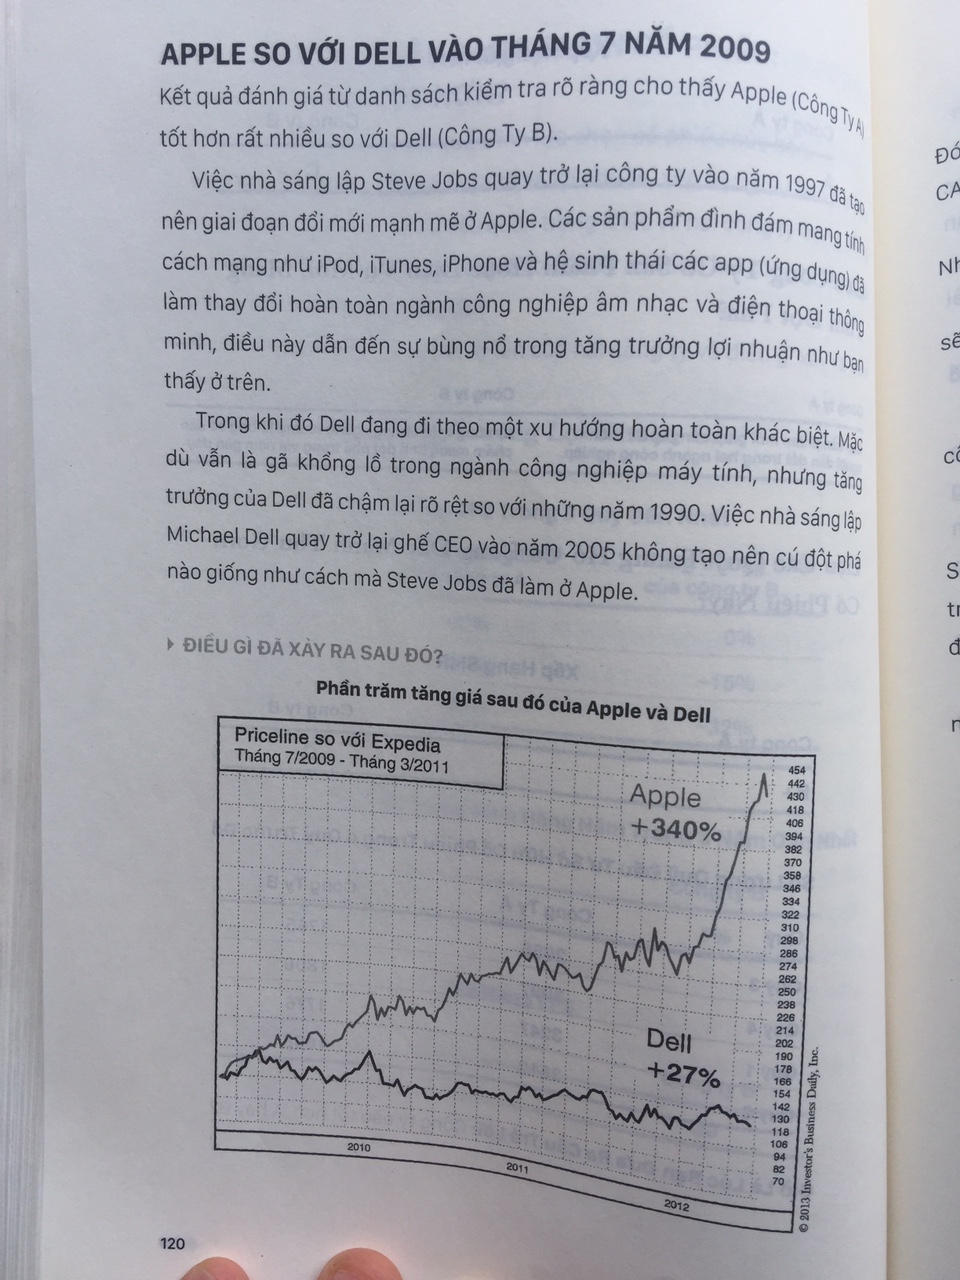 APPLE SO VỚI DELL VÀO THÁNG 7 NĂM 2009
Kết quả đánh giá từ danh sách kiểm tra rõ ràng cho thấy Apple (Công Ty A)
tốt hơn rất nhiều so với Dell (Công Ty B).
Việc nhà sáng lập Steve Jobs quay trở lại công ty vào năm 1997 đã tạo
nên giai đoạn đổi mới mạnh mẽ ở Apple. Các sản phẩm đình đám mang tính
cách mạng như iPod, iTunes, iPhone và hệ sinh thái các app (ứng dụng) đã
làm thay đổi hoàn toàn ngành công nghiệp âm nhạc và điện thoại thông
minh, điều này dẫn đến sự bùng nổ trong tăng trưởng lợi nhuận như bạn
thấy ở trên.
Trong khi đó Dell đang đi theo một xu hướng hoàn toàn khác biệt. Mặc
dù vẫn là gã khổng lồ trong ngành công nghiệp máy tính, nhưng tăng
trưởng của Dell đã chậm lại rõ rệt so với những năm 1990. Việc nhà sáng lập
Michael Dell quay trở lại ghế CEO vào năm 2005 không tạo nên cú đột phá
nào giống như cách mà Steve Jobs đã làm ở Apple.
ĐIỀU GÌ ĐÃ XẢY RA SAU ĐÓ?
Phần trăm tăng giá sau đó của Apple và Dell
Priceline so với Expedia
Tháng 7/2009 - Tháng 3/2011
Apple
+340%
Dell
+27%
454
442
430
418
406
394
382
370
358
346
334
322
310
298
286
274
262
250
238
226
214
202
190
178
166
154
142
130
118
106
94
82
70
2010
2011
2012
© 2013 Investor's Business Daily, Inc.
120